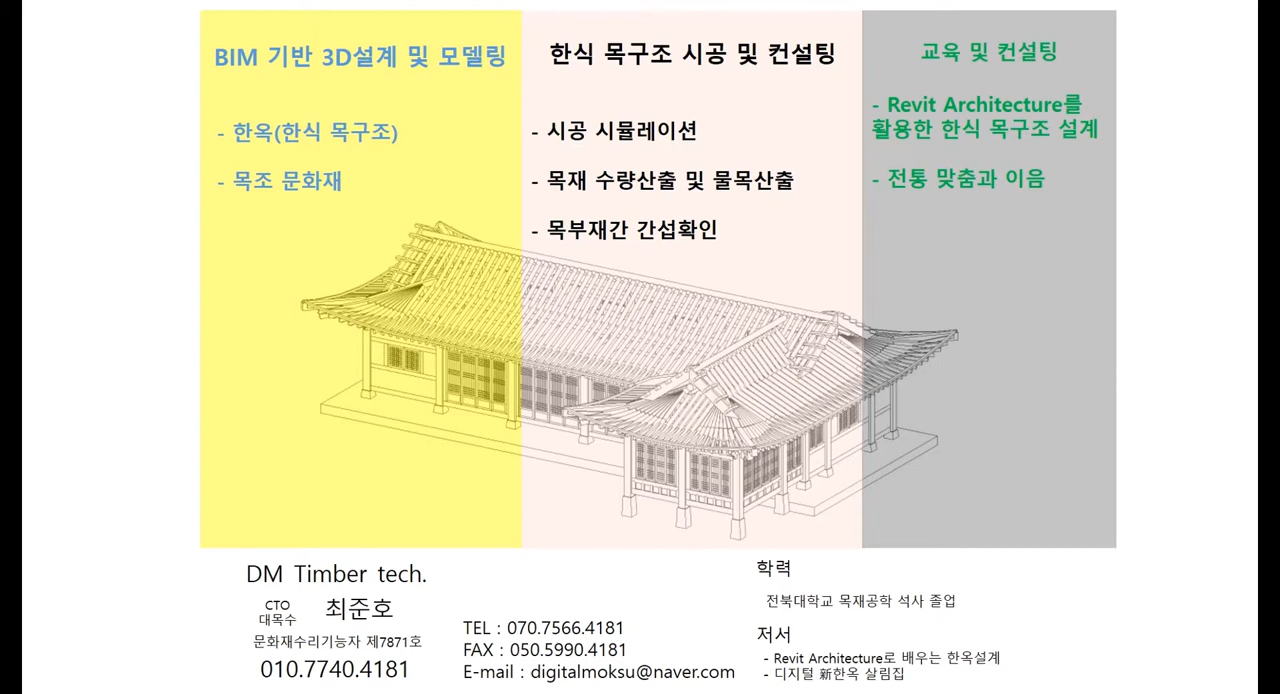 BIM 기반 3D설계 및 모델링
- 한옥(한식 목구조)
- 목조 문화재
한식 목구조 시공 및 컨설팅
- 시공 시뮬레이션
- 목재 수량산출 및 물목산출
- 목부재간 간섭확인
교육 및 컨설팅
- Revit Architecture를
활용한 한식 목구조 설계
- 전통 맞춤과 이음
DM Timber tech.
CTO
대목수
최준호
문화재수리기능자 제7871호
010.7740.4181
TEL : 070.7566.4181
FAX : 050.5990.4181
E-mail : digitalmoksu@naver.com
학력
전북대학교 목재공학 석사 졸업
저서
- Revit Architecture로 배우는 한옥설계
- 디지털 新한옥 살림집